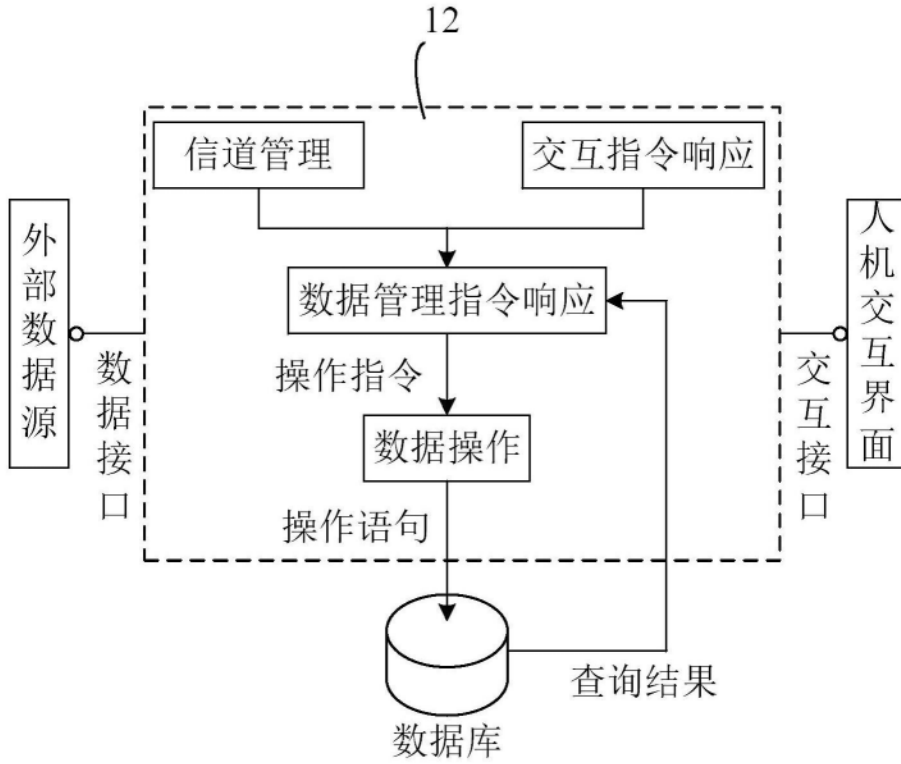 12
信道管理
交互指令响应
外部数据源
数据接口
数据管理指令响应
操作指令
数据操作
操作语句
交互接口
人机交互界面
查询结果
数据库